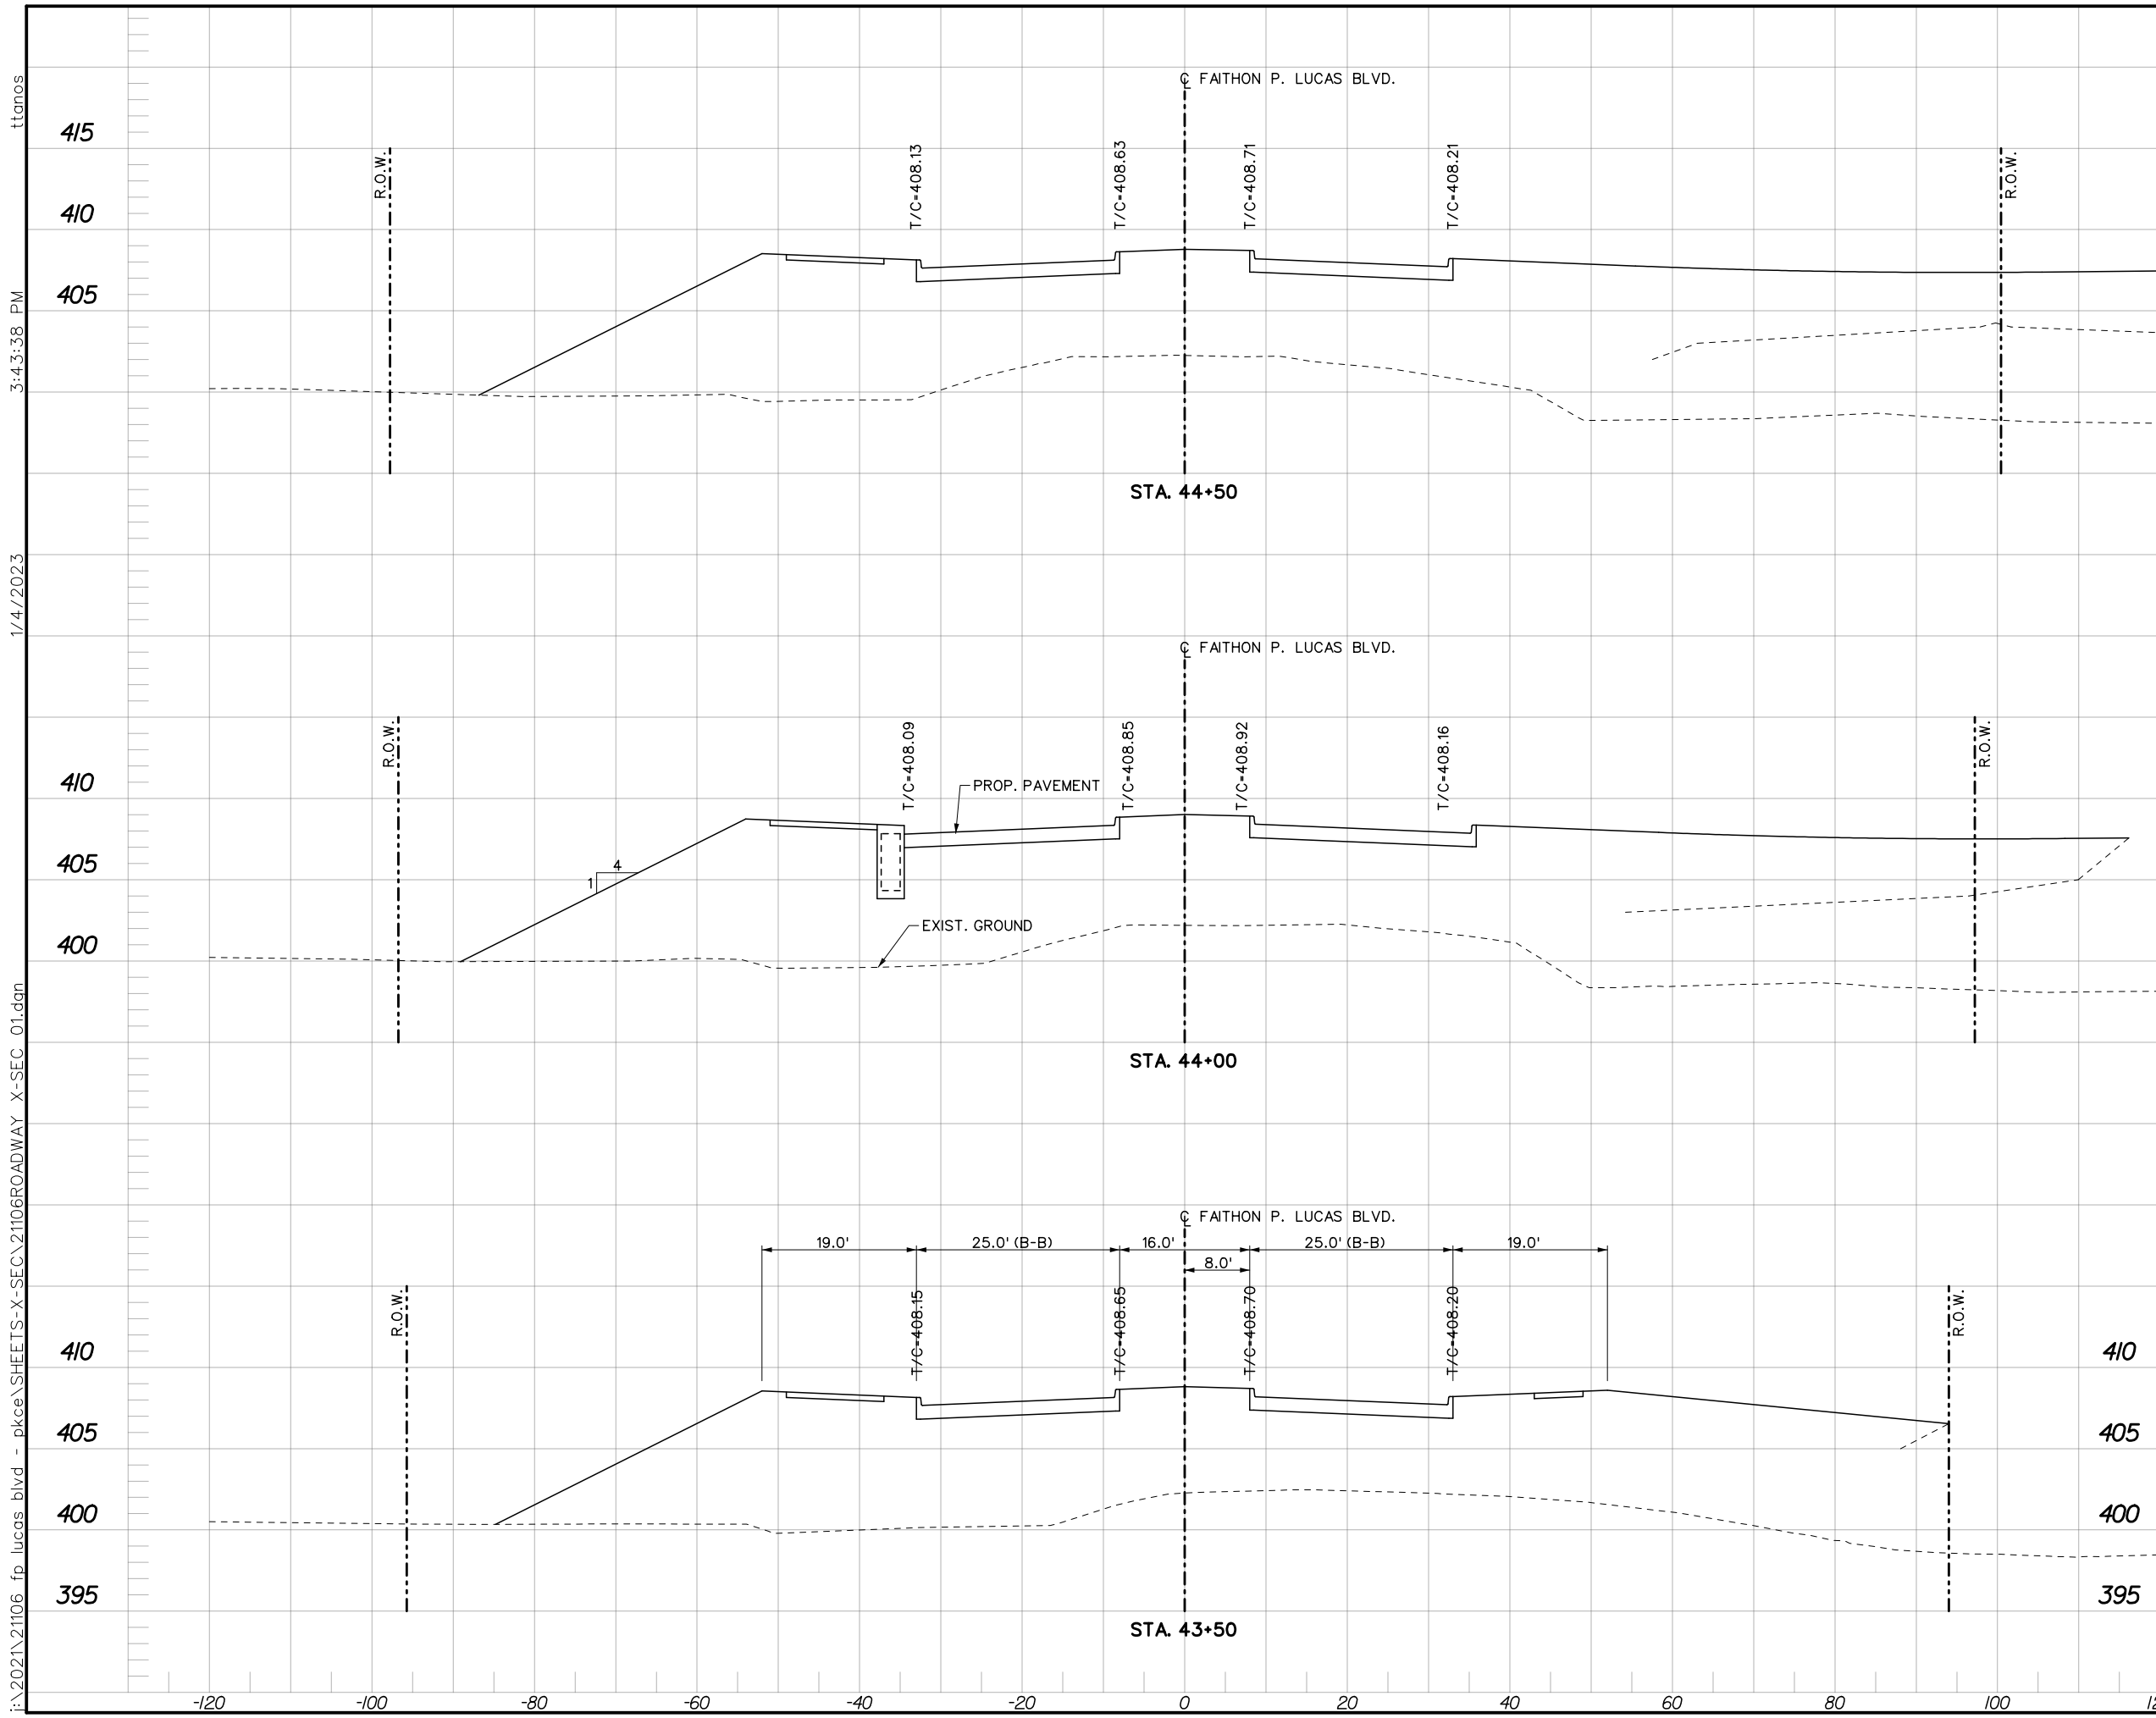 ttanos
3:43:38 PM
1/4/2023
j:\2021\21106 fp lucas blvd - pkce\SHEETS-X-SEC\21106ROADWAY X-SEC 01.dgn
℄ FAITHON P. LUCAS BLVD.
415
410
405
R.O.W.
T/C=408.13
T/C=408.63
T/C=408.71
T/C=408.21
R.O.W.
STA. 44+50
℄ FAITHON P. LUCAS BLVD.
410
405
400
R.O.W.
T/C=408.09
T/C=408.85
T/C=408.92
T/C=408.16
R.O.W.
PROP. PAVEMENT
4
1
EXIST. GROUND
STA. 44+00
℄ FAITHON P. LUCAS BLVD.
19.0' 25.0' (B-B) 16.0' 25.0' (B-B) 19.0'
8.0'
R.O.W.
T/C=408.15
T/C=408.65
T/C=408.70
T/C=408.20
R.O.W.
410 410
405 405
400 400
395 395
STA. 43+50
-120 -100 -80 -60 -40 -20 0 20 40 60 80 100